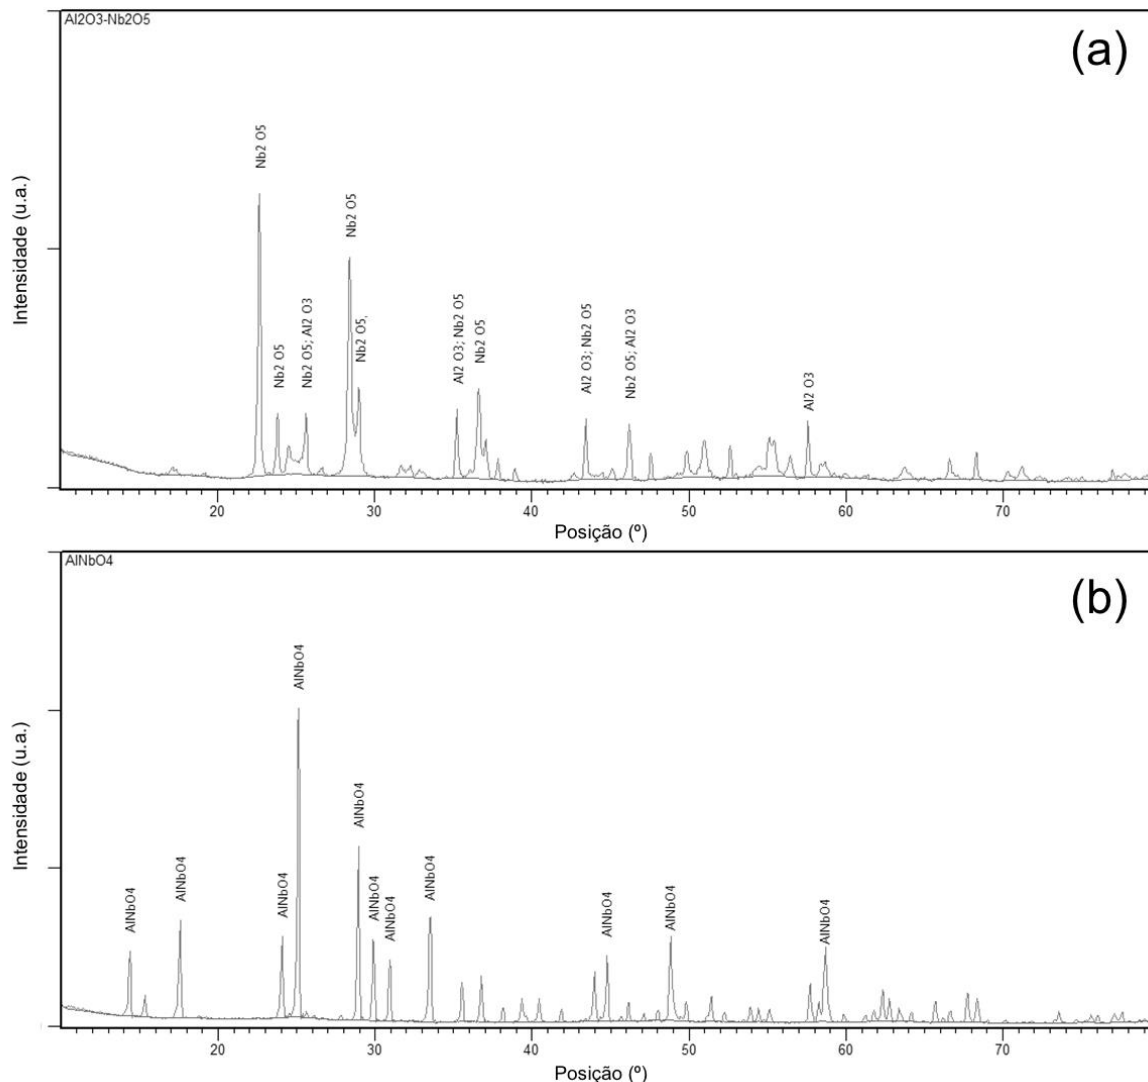 Al2O3-Nb2O5
(a)
Intensidade (u.a.)
Nb2 O5
Nb2 O5
Nb2 O5; Al2 O3
Nb2 O5
Nb2 O5,
Al2 O3; Nb2 O5
Nb2 O5
Al2 O3; Nb2 O5
Nb2 O5; Al2 O3
Al2 O3
20 30 40 50 60 70
Posição (º)
AlNbO4
(b)
Intensidade (u.a.)
AlNbO4
AlNbO4
AlNbO4
AlNbO4
AlNbO4
AlNbO4
AlNbO4
AlNbO4
AlNbO4
AlNbO4
AlNbO4
20 30 40 50 60 70
Posição (º)